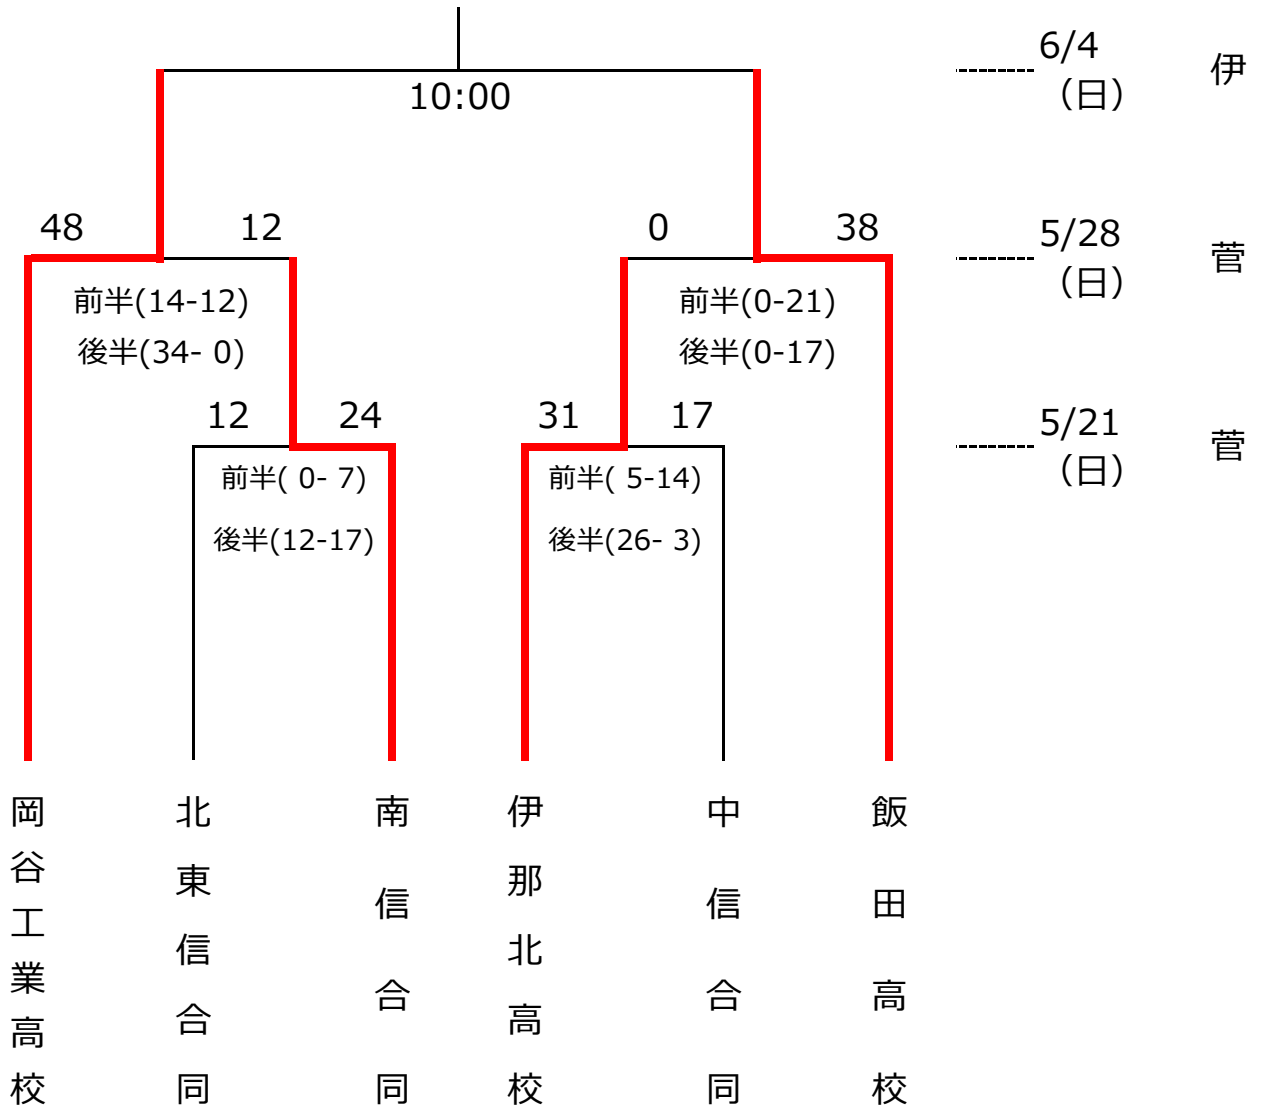 6/4
(日)
伊
10:00
48
12
0
38
5/28
(日)
菅
前半(14-12)
後半(34- 0)
前半(0-21)
後半(0-17)
12
24
31
17
5/21
(日)
菅
前半( 0- 7)
後半(12-17)
前半( 5-14)
後半(26- 3)
岡谷工業高校
北東信合同
南信合同
伊那北高校
中信合同
飯田高校